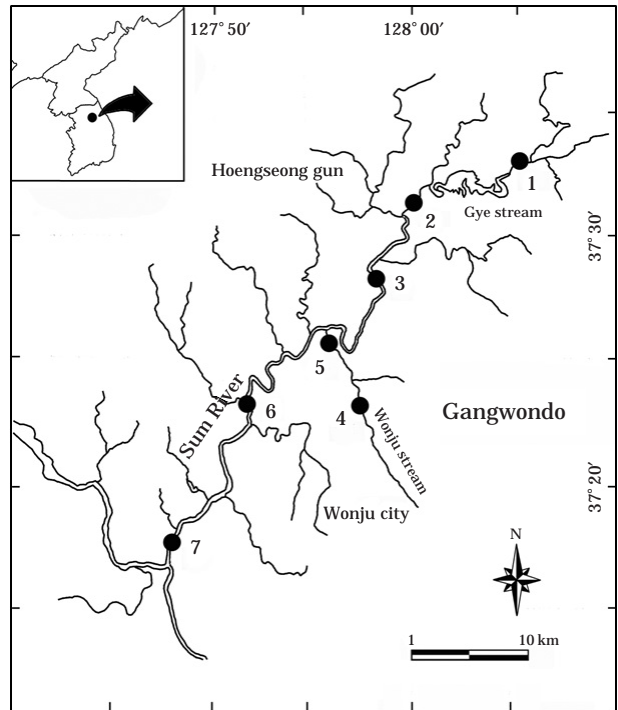 127°50' 128°00'
Hoengseong gun
1
2
Gye stream
37°30'
3
5
Sum River
6
4
Wonju stream
Gangwondo
37°20'
Wonju city
7
N
1 10 km